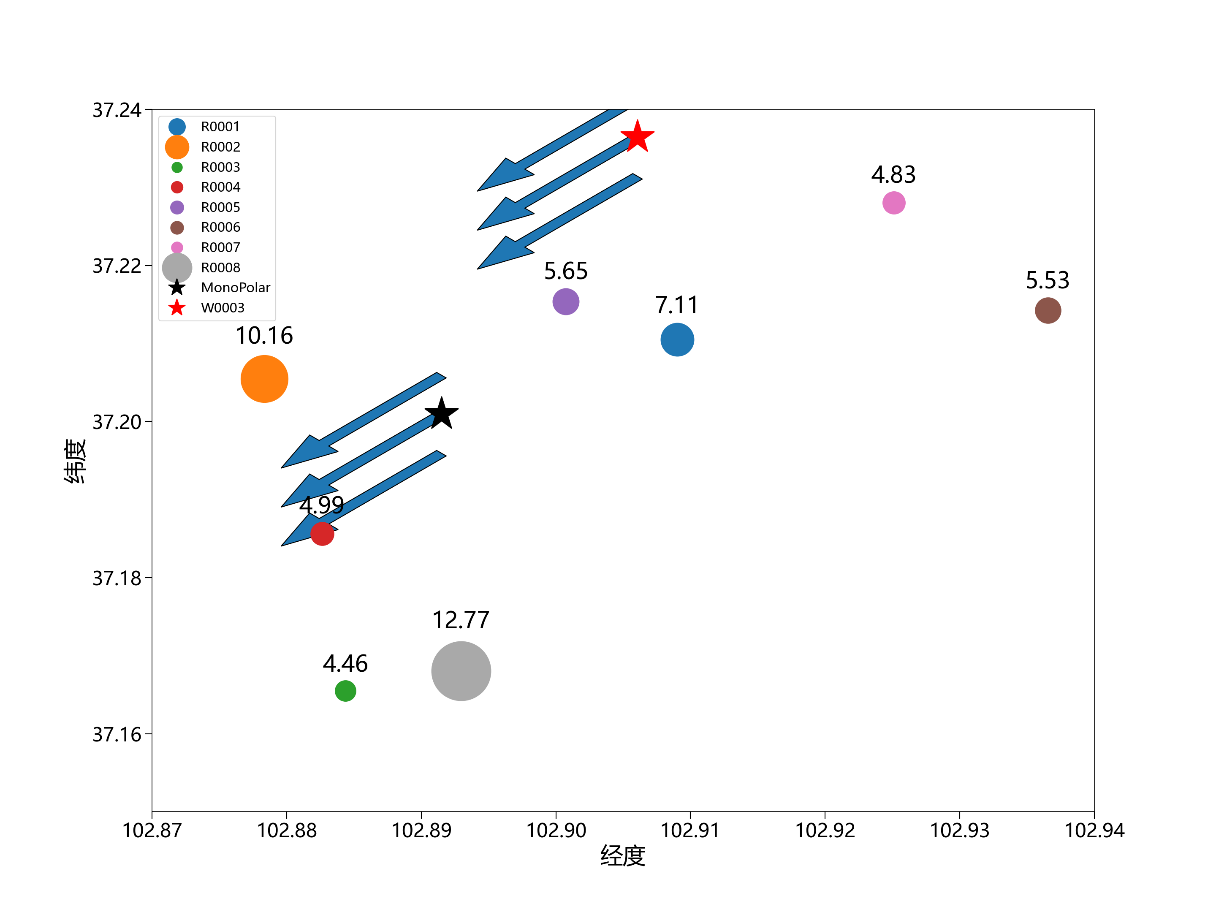 37.24
37.22
37.20
37.18
37.16
纬度
R0001
R0002
R0003
R0004
R0005
R0006
R0007
R0008
MonoPolar
W0003
4.83
5.65
5.53
7.11
10.16
4.99
12.77
4.46
102.87 102.88 102.89 102.90 102.91 102.92 102.93 102.94
经度